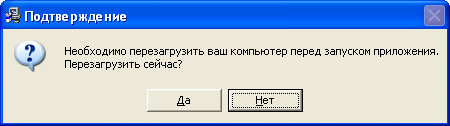 Подтверждение
Необходимо перезагрузить ваш компьютер перед запуском приложения.
Перезагрузить сейчас?
Да
Нет